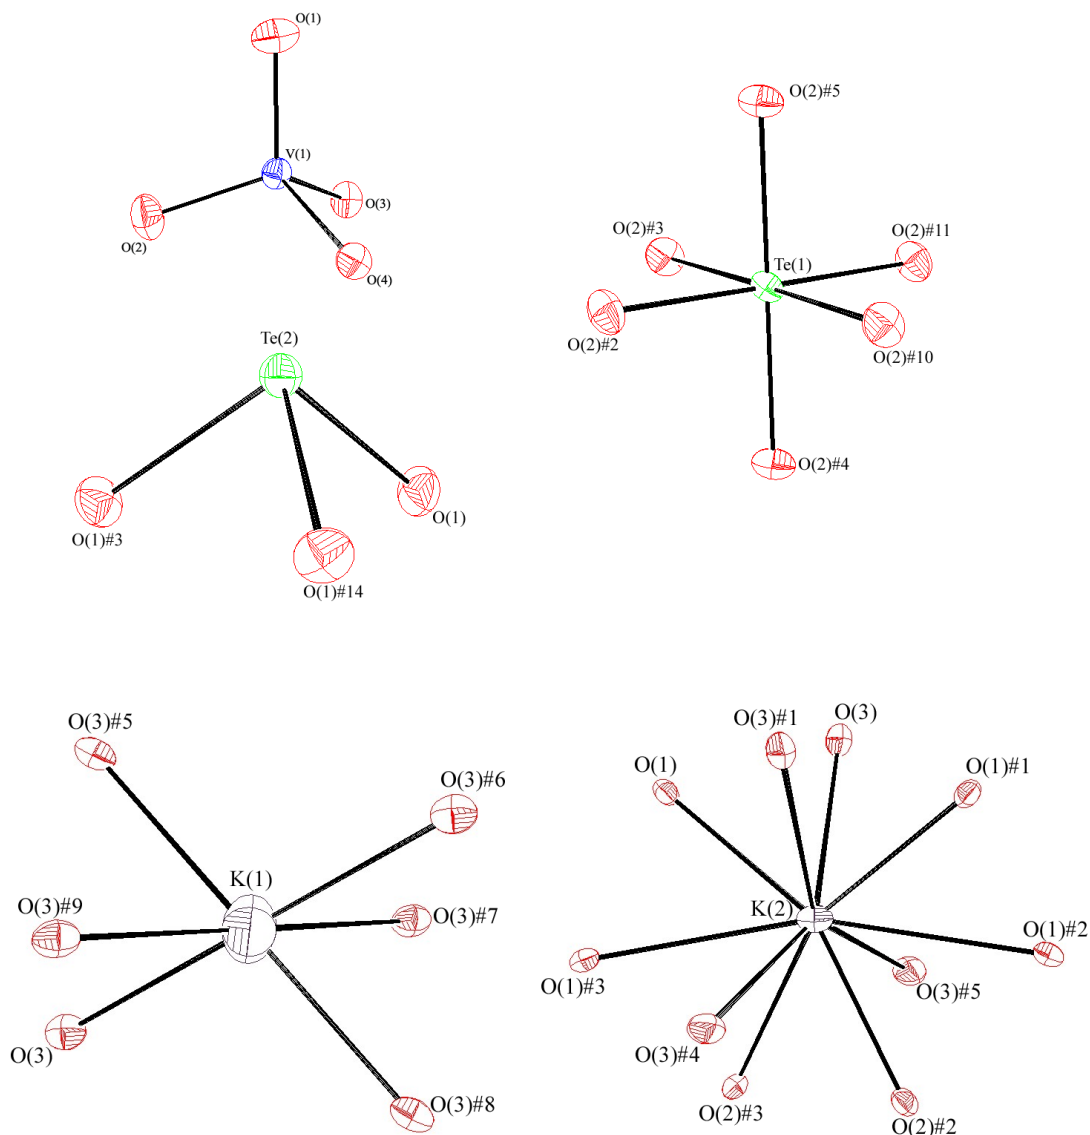 O(1)
V(1)
O(3)
O(2)
O(4)
O(2)#5
O(2)#3
O(2)#11
Te(1)
O(2)#2
O(2)#10
O(2)#4
Te(2)
O(1)#3
O(1)
O(1)#14
O(3)#5
O(3)#6
K(1)
O(3)#9
O(3)#7
O(3)
O(3)#8
O(3)#1
O(3)
O(1)
O(1)#1
K(2)
O(1)#2
O(1)#3
O(3)#5
O(3)#4
O(2)#3
O(2)#2